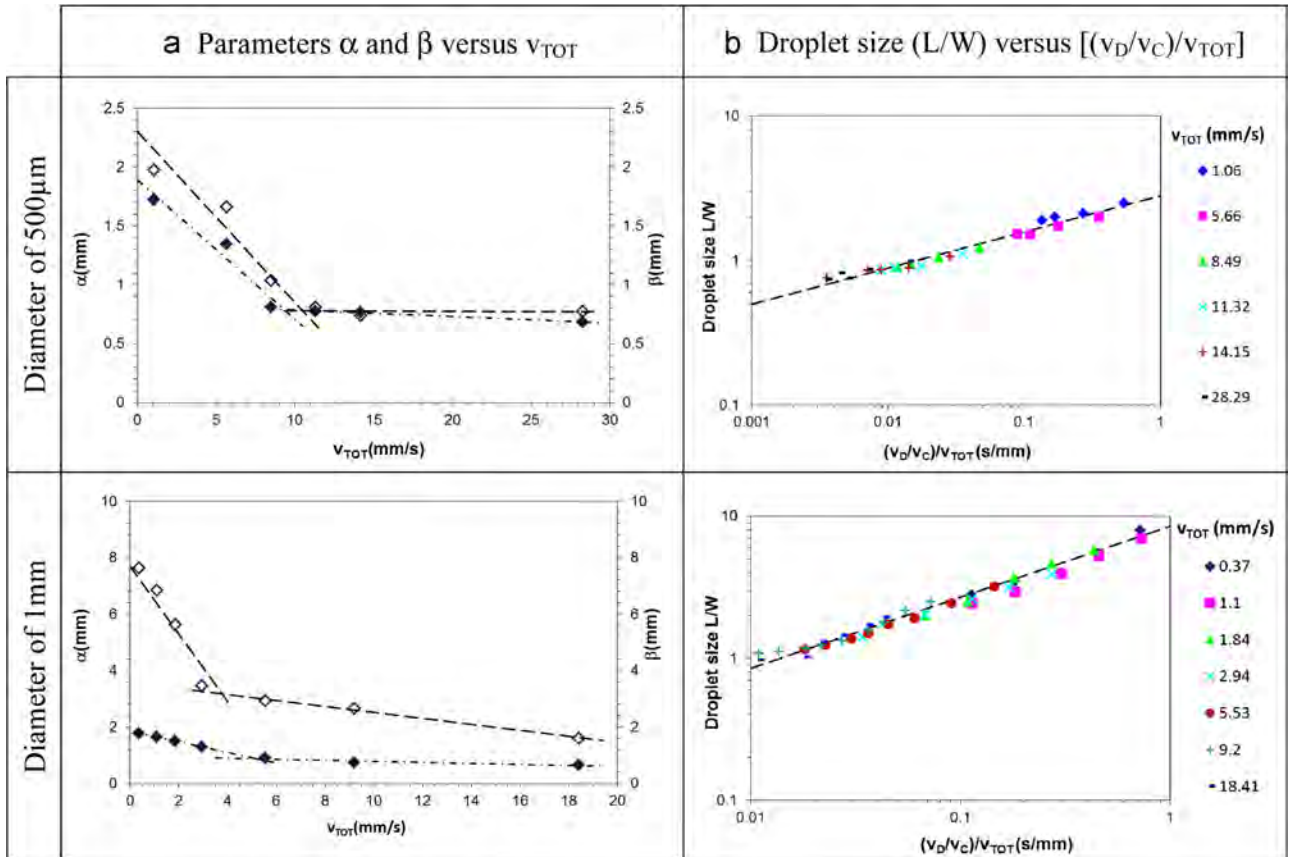 a Parameters α and β versus vTOT
b Droplet size (L/W) versus [(vD/vC)/vTOT]
Diameter of 500µm
2.5
2
1.5
1
0.5
0
α(mm)
0 5 10 15 20 25 30
vTOT(mm/s)
2.5
2
1.5
1
0.5
0
β(mm)
10
1
0.1
Droplet size L/W
0.001 0.01 0.1 1
(vD/vC)/vTOT(s/mm)
vTOT (mm/s)
1.06
5.66
8.49
11.32
14.15
28.29
Diameter of 1mm
10
8
6
4
2
0
α(mm)
0 2 4 6 8 10 12 14 16 18 20
vTOT(mm/s)
10
8
6
4
2
0
β(mm)
10
1
0.1
Droplet size L/W
0.01 0.1 1
(vD/vC)/vTOT(s/mm)
vTOT (mm/s)
0.37
1.1
1.84
2.94
5.53
9.2
18.41